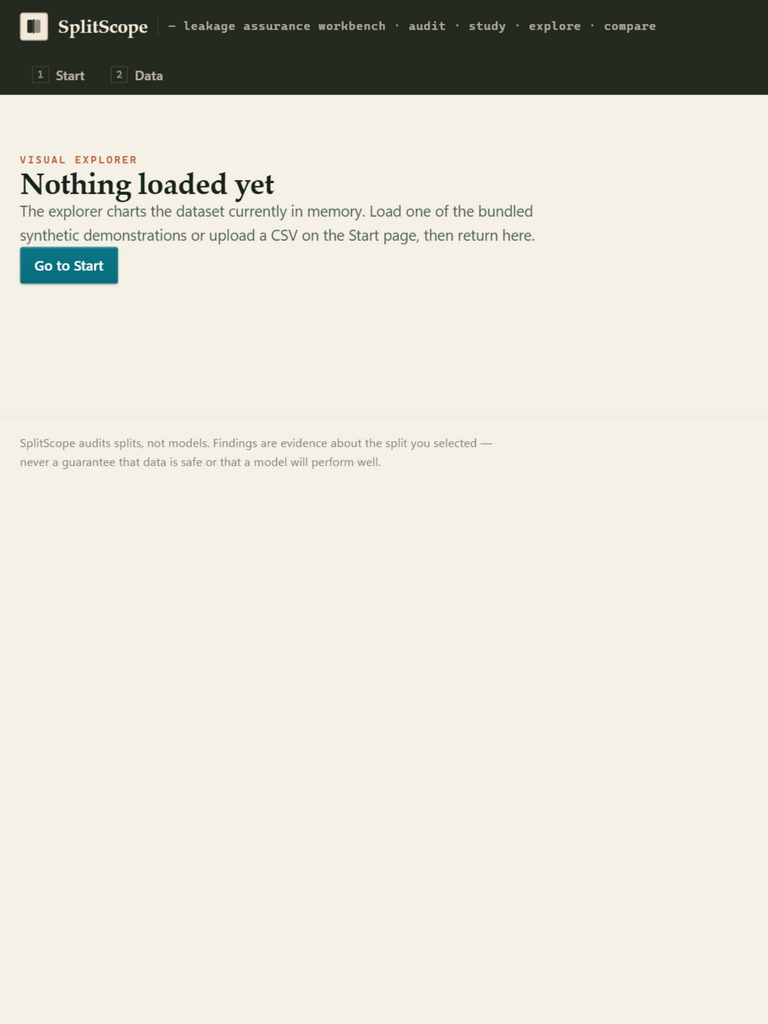 SplitScope — leakage assurance workbench · audit · study · explore · compare
1 Start 2 Data
VISUAL EXPLORER
Nothing loaded yet
The explorer charts the dataset currently in memory. Load one of the bundled
synthetic demonstrations or upload a CSV on the Start page, then return here.
Go to Start
SplitScope audits splits, not models. Findings are evidence about the split you selected —
never a guarantee that data is safe or that a model will perform well.